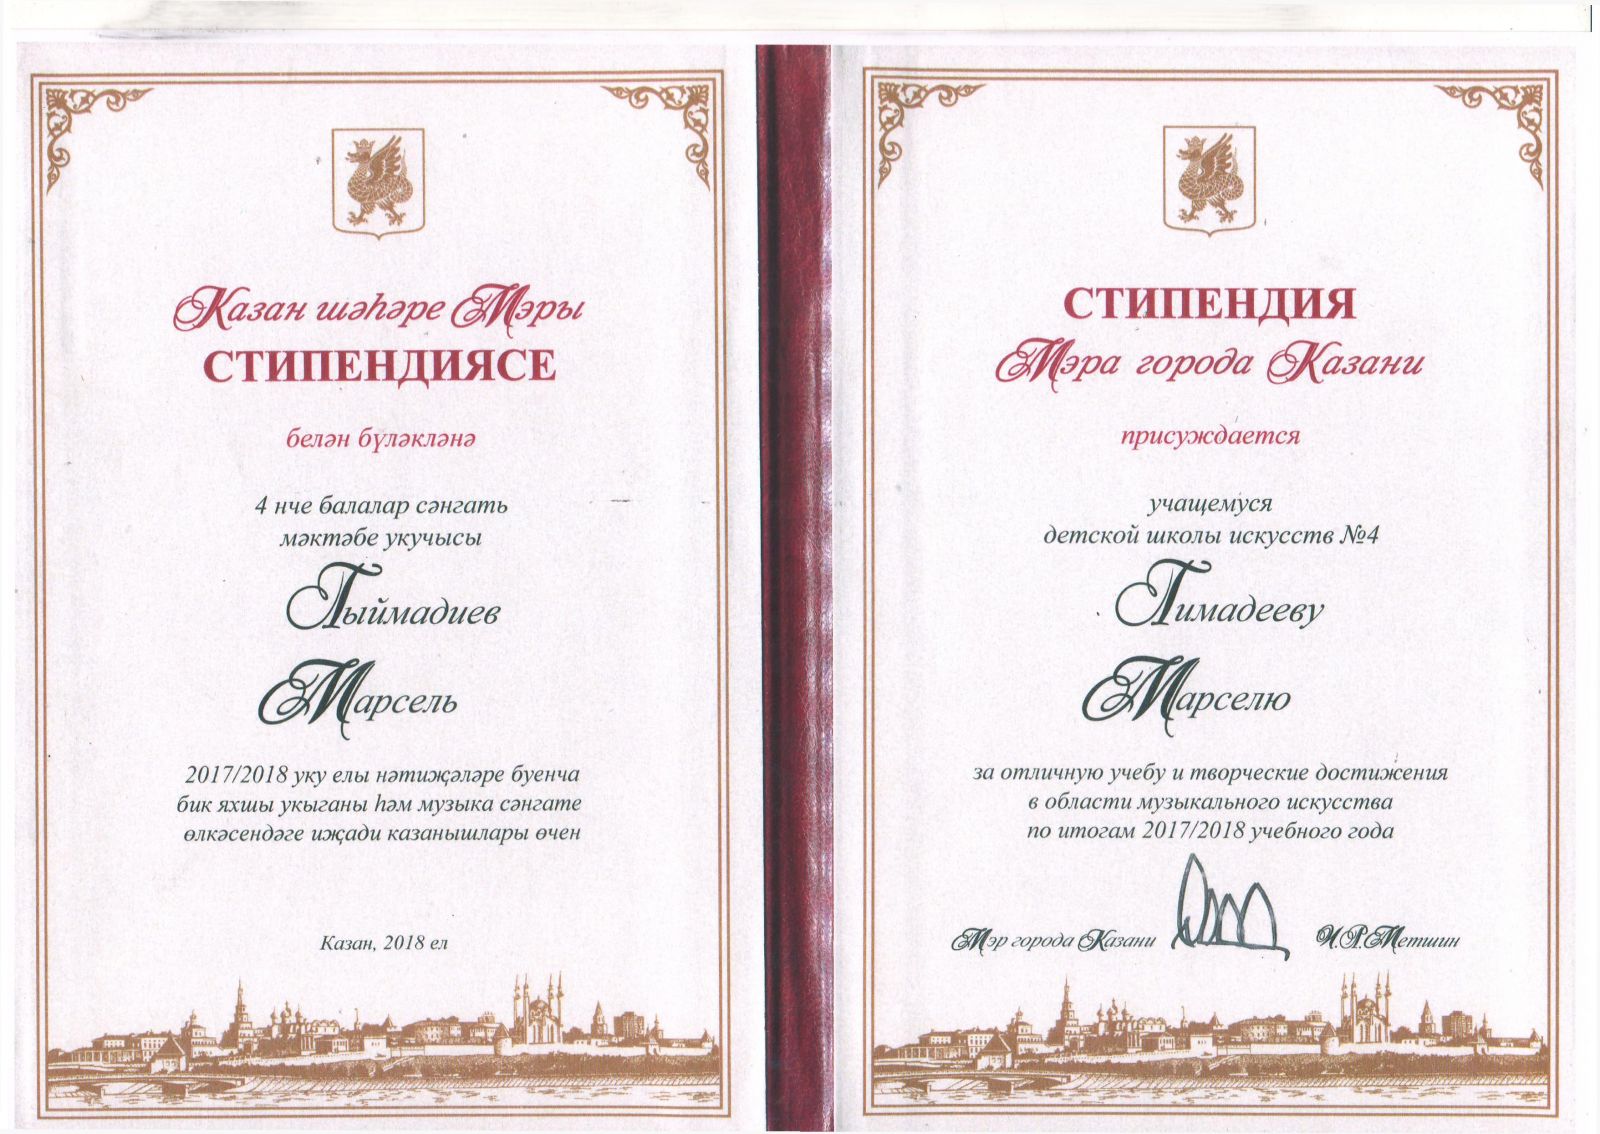 Казан шәһәре Мэры
СТИПЕНДИЯСЕ
белән бүләкләнә
4 нче балалар сәнгать
мәктәбе укучысы
Гыймадиев
Марсель
2017/2018 уку елы нәтиҗәләре буенча
бик яхшы укыганы һәм музыка сәнгате
өлкәсендәге иҗади казанышлары өчен
Казан, 2018 ел
СТИПЕНДИЯ
Мэра города Казани
присуждается
учащемуся
детской школы искусств №4
Гимадееву
Марселю
за отличную учебу и творческие достижения
в области музыкального искусства
по итогам 2017/2018 учебного года
Мэр города Казани И.Р.Метшин